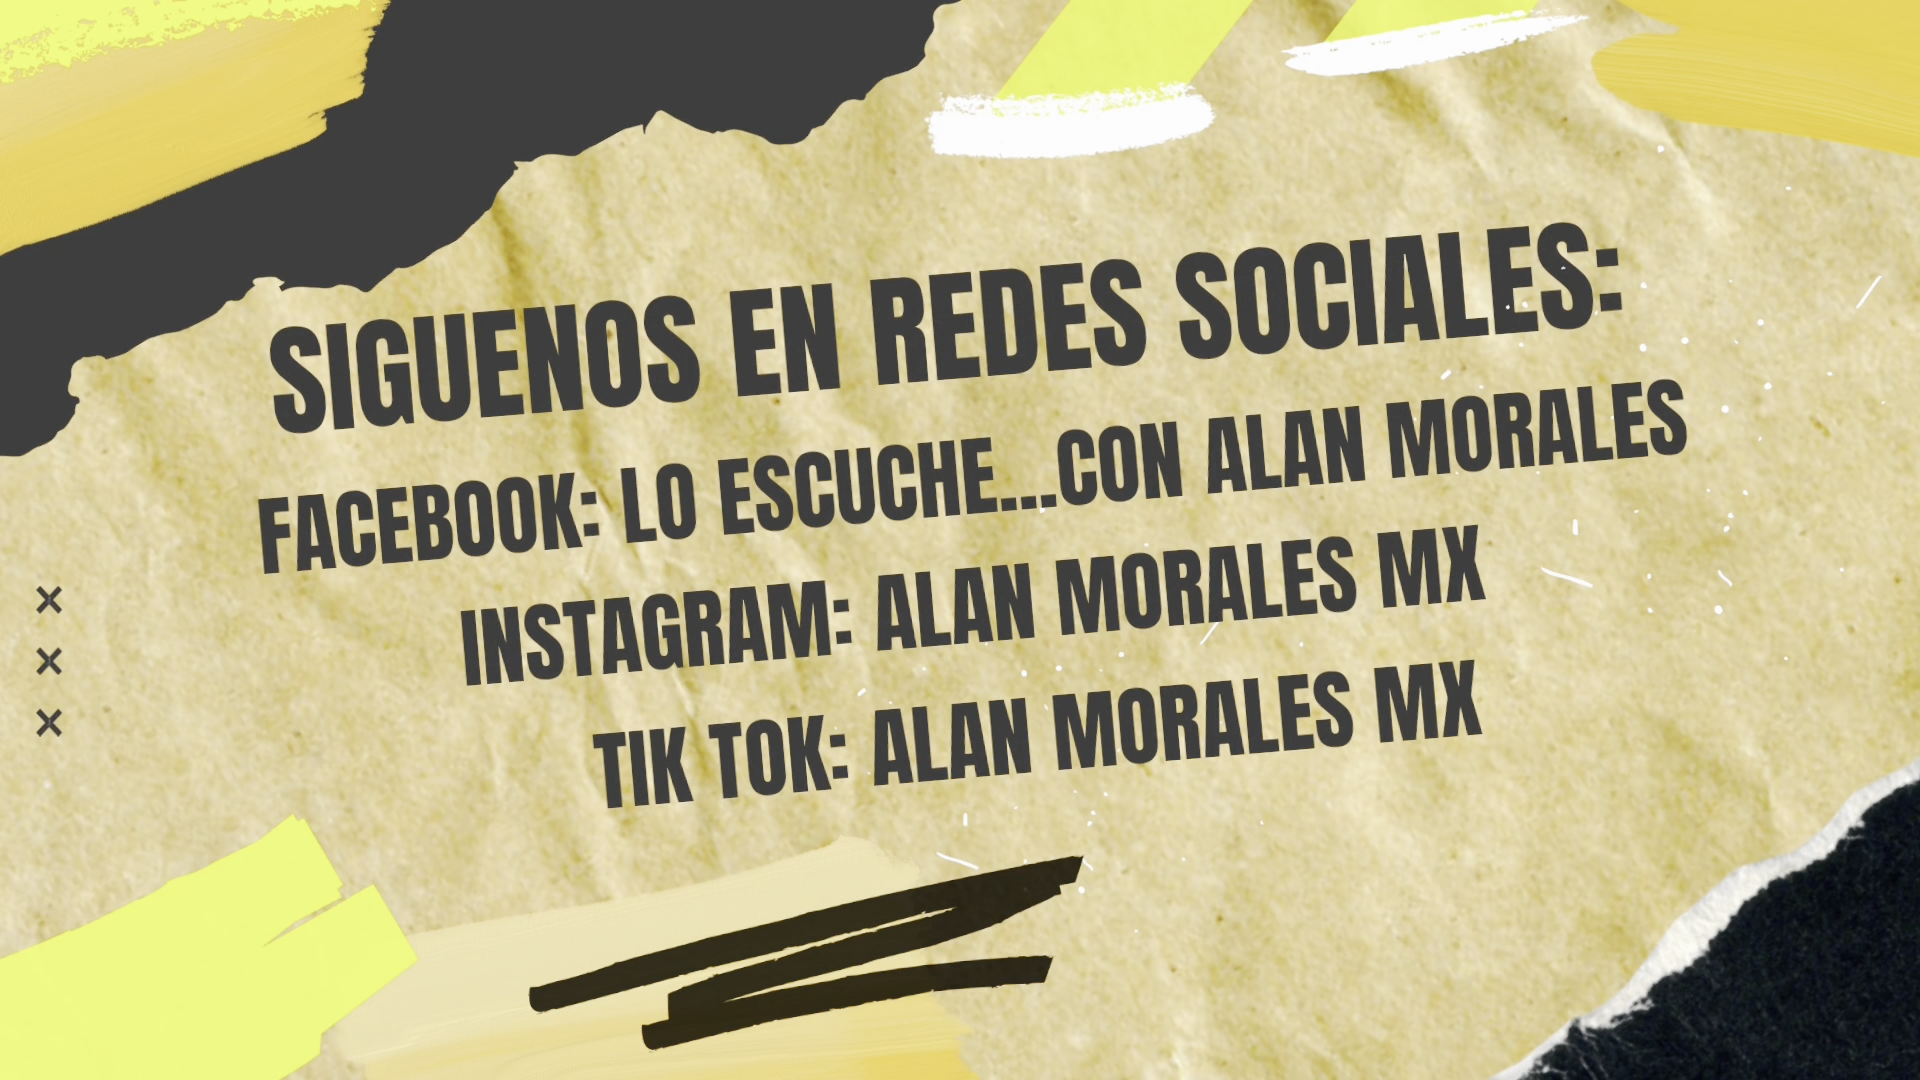 SIGUENOS EN REDES SOCIALES:
FACEBOOK: LO ESCUCHE...CON ALAN MORALES
INSTAGRAM: ALAN MORALES MX
TIK TOK: ALAN MORALES MX